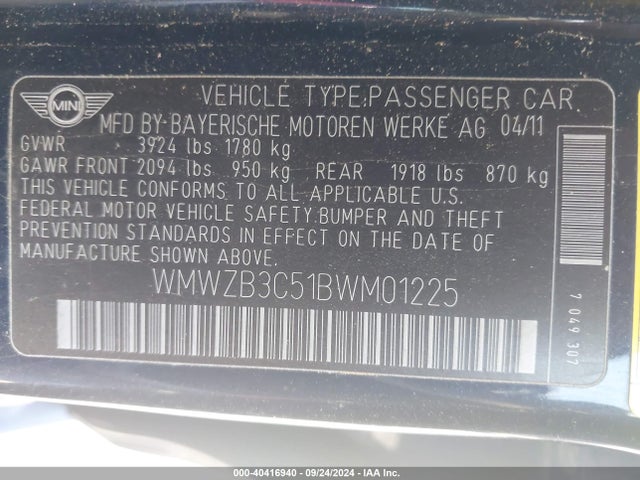 MINI
VEHICLE TYPE:PASSENGER CAR
MFD BY-BAYERISCHE MOTOREN WERKE AG 04/11
GVWR 3924 lbs 1780 kg
GAWR FRONT 2094 lbs 950 kg REAR 1918 lbs 870 kg
THIS VEHICLE CONFORMS TO ALL APPLICABLE U.S.
FEDERAL MOTOR VEHICLE SAFETY,BUMPER AND THEFT
PREVENTION STANDARDS IN EFFECT ON THE DATE OF
MANUFACTURE SHOWN ABOVE.
WMWZB3C51BWM01225
7 049 307
000-40416940 - 09/24/2024 - IAA Inc.